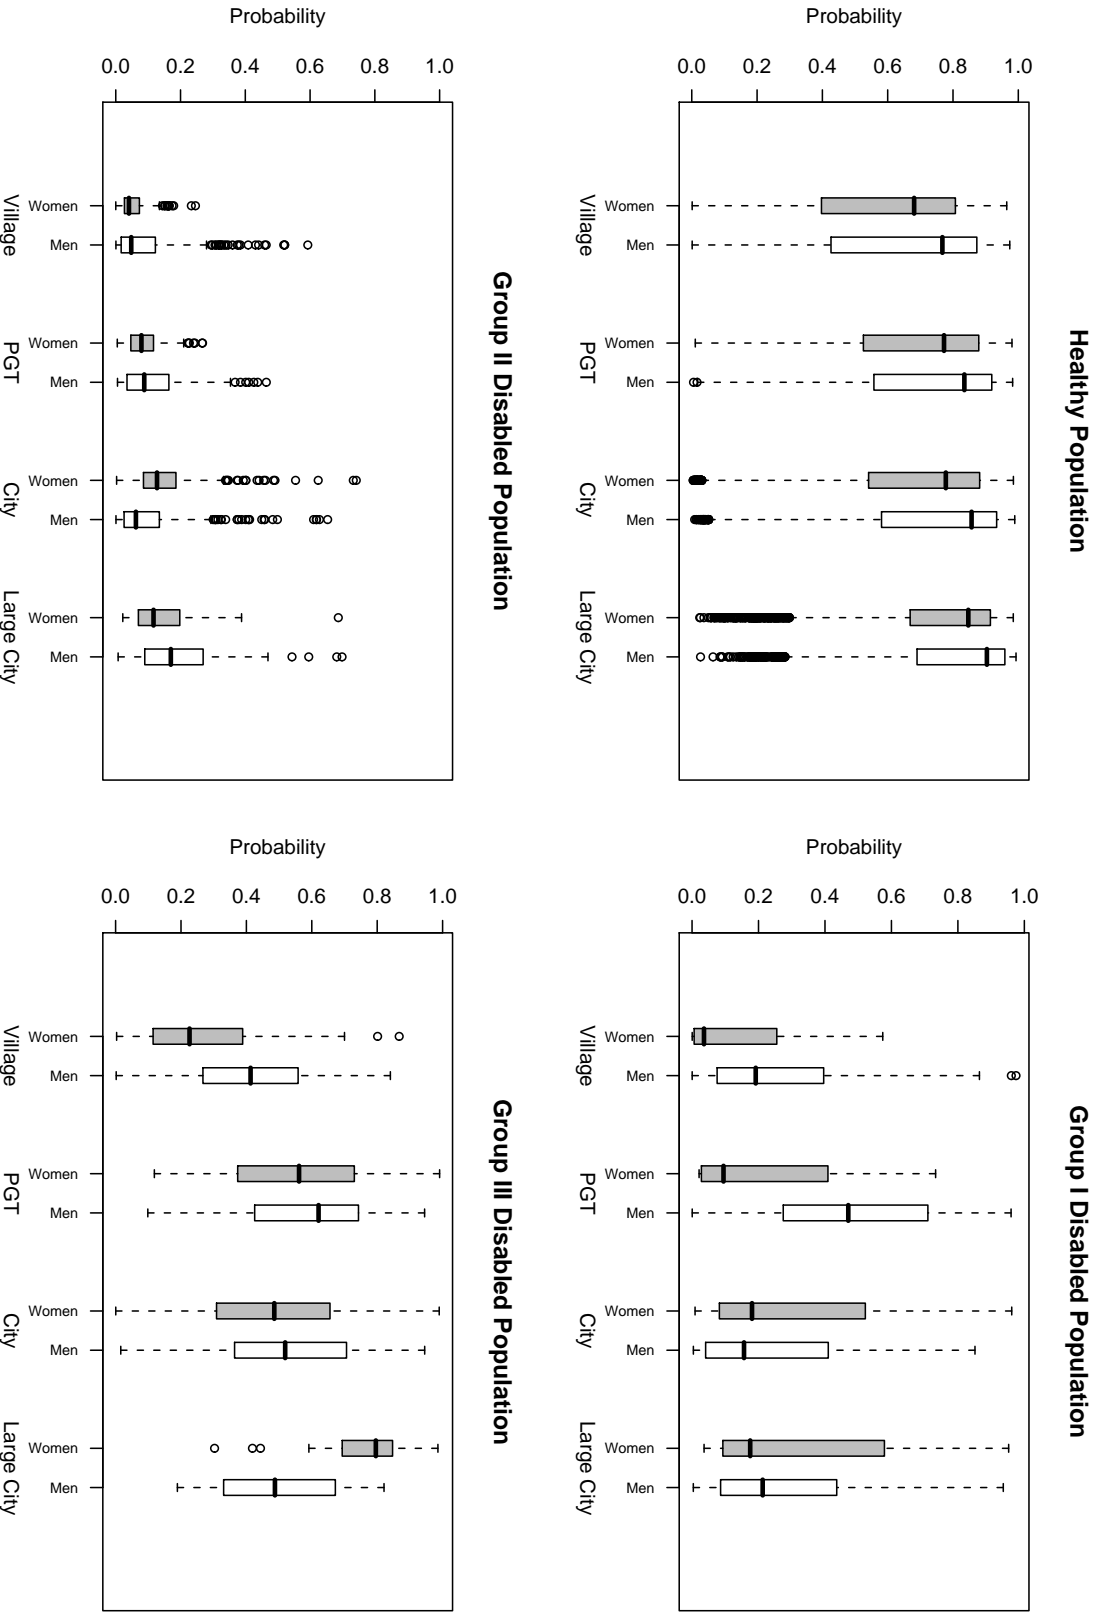 Healthy Population
Probability
0.0 0.2 0.4 0.6 0.8 1.0
Women Men Women Men Women Men Women Men
Village PGT City Large City
Group I Disabled Population
Probability
0.0 0.2 0.4 0.6 0.8 1.0
Women Men Women Men Women Men Women Men
Village PGT City Large City
Group II Disabled Population
Probability
0.0 0.2 0.4 0.6 0.8 1.0
Women Men Women Men Women Men Women Men
Village PGT City Large City
Group III Disabled Population
Probability
0.0 0.2 0.4 0.6 0.8 1.0
Women Men Women Men Women Men Women Men
Village PGT City Large City